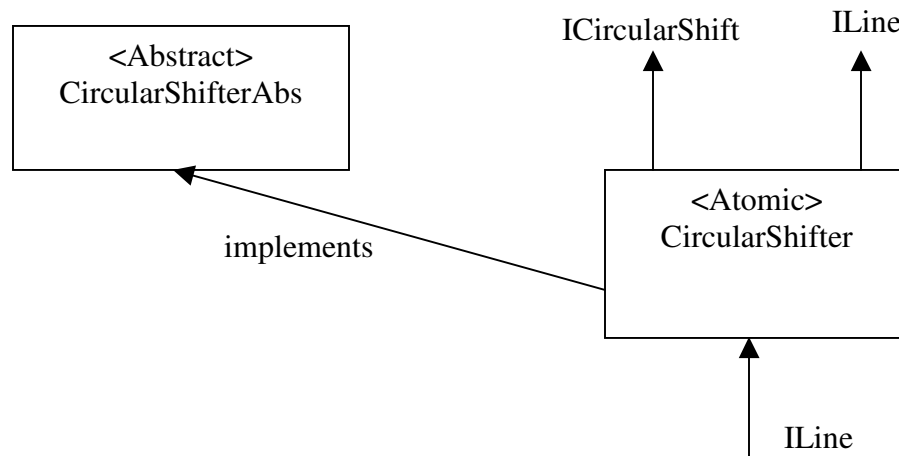 ICircularShift
ILine
<Abstract>
CircularShifterAbs
<Atomic>
CircularShifter
implements
ILine